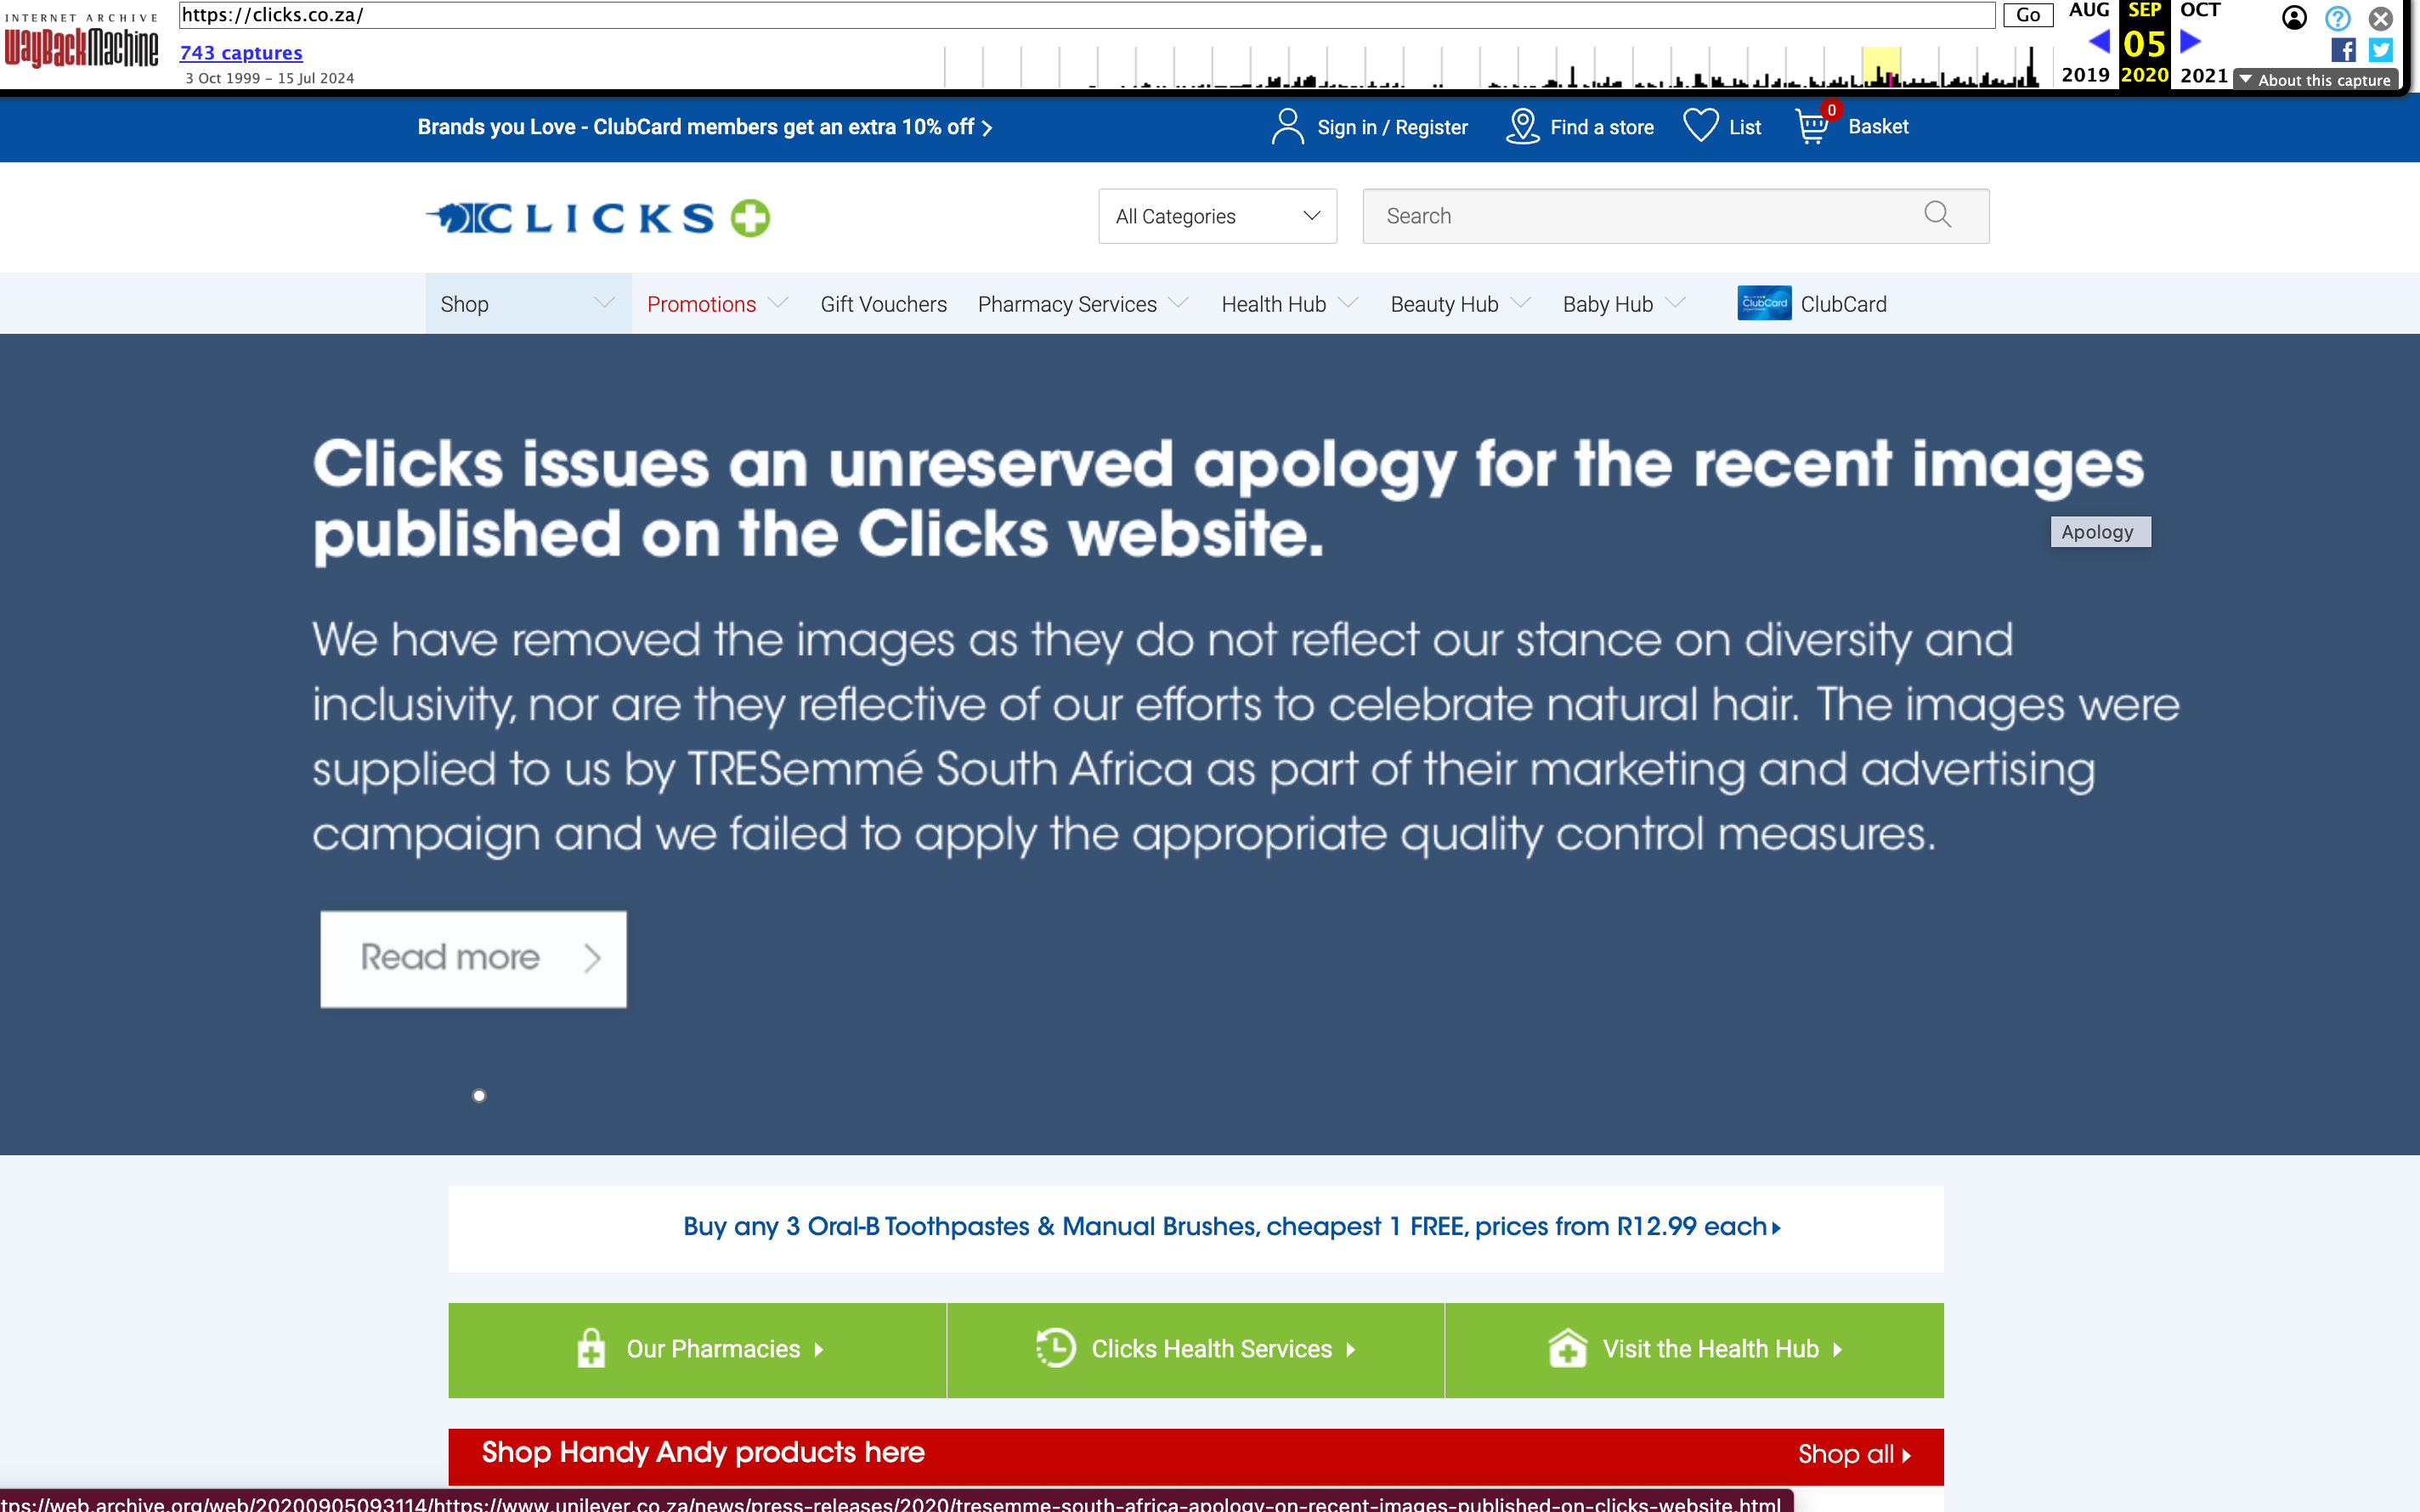 INTERNET ARCHIVE
WayBackMachine
https://clicks.co.za/
Go
743 captures
3 Oct 1999 – 15 Jul 2024
AUG SEP OCT
05
2019 2020 2021
About this capture
Brands you Love - ClubCard members get an extra 10% off
Sign in / Register
Find a store
List
0
Basket
CLICKS
All Categories
Search
Shop
Promotions
Gift Vouchers
Pharmacy Services
Health Hub
Beauty Hub
Baby Hub
ClubCard
ClubCard
Clicks issues an unreserved apology for the recent images
published on the Clicks website.
Apology
We have removed the images as they do not reflect our stance on diversity and
inclusivity, nor are they reflective of our efforts to celebrate natural hair. The images were
supplied to us by TRESemmé South Africa as part of their marketing and advertising
campaign and we failed to apply the appropriate quality control measures.
Read more
Buy any 3 Oral-B Toothpastes & Manual Brushes, cheapest 1 FREE, prices from R12.99 each
Our Pharmacies
Clicks Health Services
Visit the Health Hub
Shop Handy Andy products here
Shop all
tps://web.archive.org/web/20200905093114/https://www.unilever.co.za/news/press-releases/2020/tresemme-south-africa-apology-on-recent-images-published-on-clicks-website.html